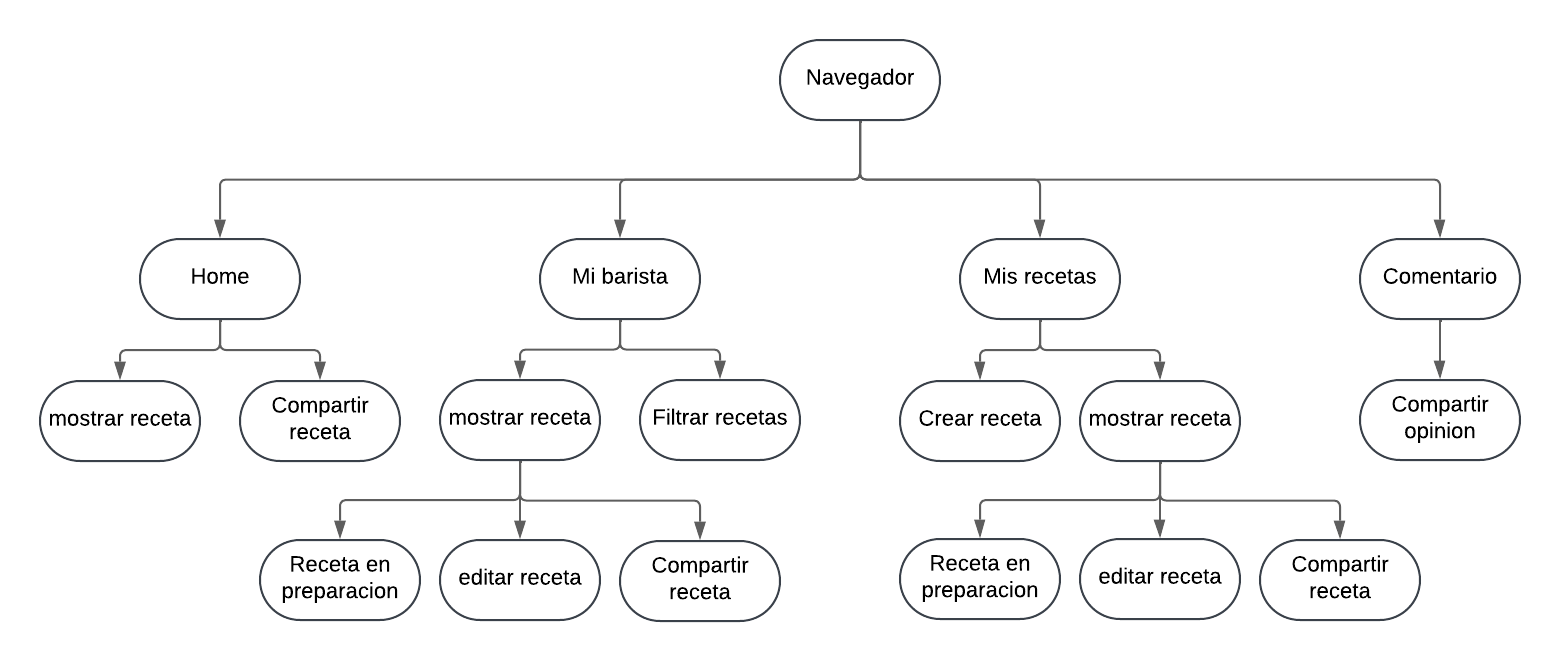 Navegador
Home
Mi barista
Mis recetas
Comentario
mostrar receta
Compartir
receta
mostrar receta
Filtrar recetas
Crear receta
mostrar receta
Compartir
opinion
Receta en
preparacion
editar receta
Compartir
receta
Receta en
preparacion
editar receta
Compartir
receta